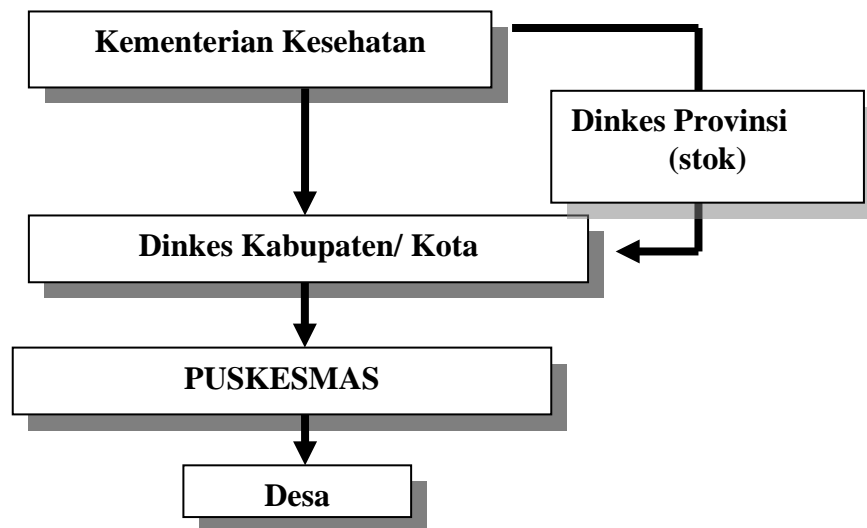 Kementerian Kesehatan
Dinkes Provinsi
(stok)
Dinkes Kabupaten/ Kota
PUSKESMAS
Desa